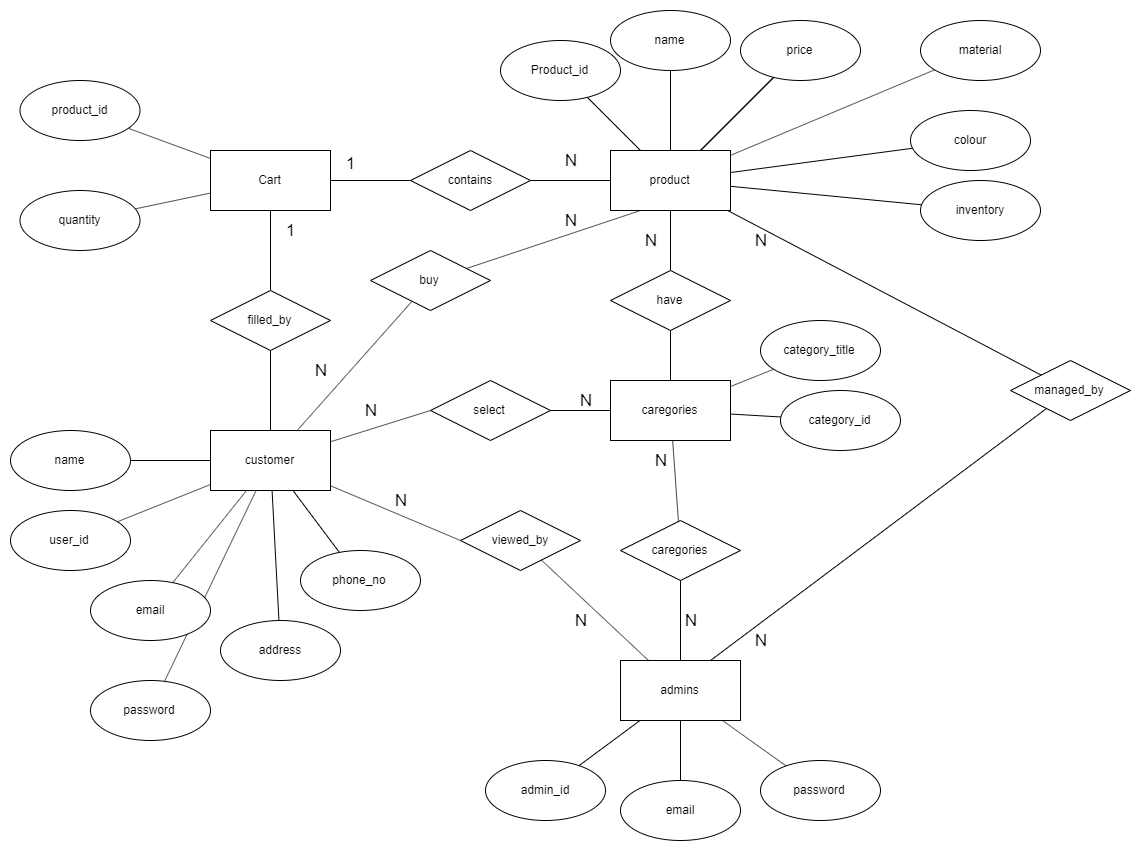 name
Product_id
price
material
product_id
colour
1
N
Cart
contains
product
inventory
quantity
1
N
N
N
buy
have
filled_by
category_title
N
managed_by
N
select
N
caregories
category_id
name
customer
N
N
user_id
viewed_by
caregories
phone_no
email
N
N
address
N
admins
password
admin_id
email
password